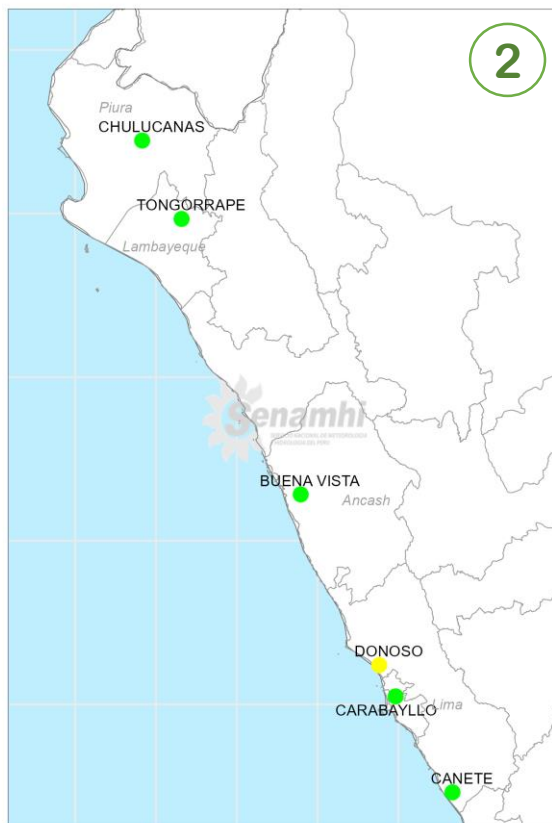 2
Piura
CHULUCANAS
TONGORRAPE
Lambayeque
Senamhi
BUENA VISTA
Ancash
DONOSO
CARABAYLLO
Lima
CANETE